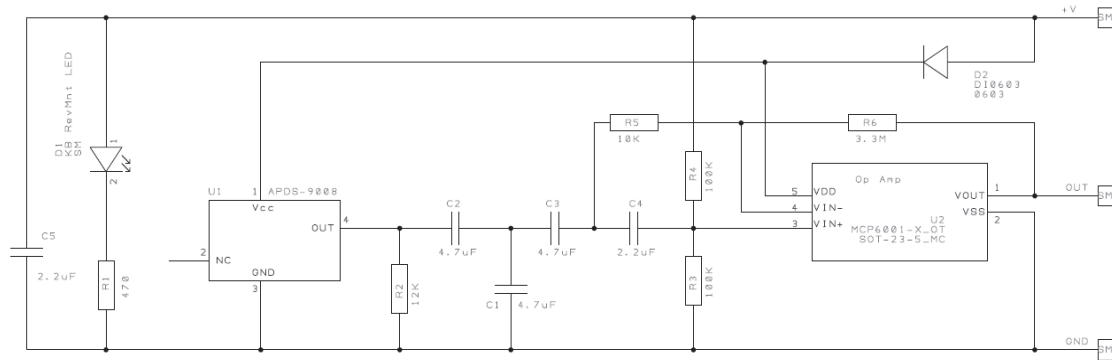 +V
SM
D2
DI0603
0603
D1
KB RevMnt LED
SM
1
2
R5
10K
R6
3.3M
R4
100K
Op Amp
U1
APDS-9008
1
Vcc
OUT
4
2
NC
GND
3
C2
4.7uF
C3
4.7uF
C4
2.2uF
5
VDD
4
VIN-
3
VIN+
VOUT
1
VSS
2
U2
MCP6001-X_OT
SOT-23-5_MC
OUT
SM
C5
2.2uF
R1
470
R2
12K
C1
4.7uF
R3
100K
GND
SM